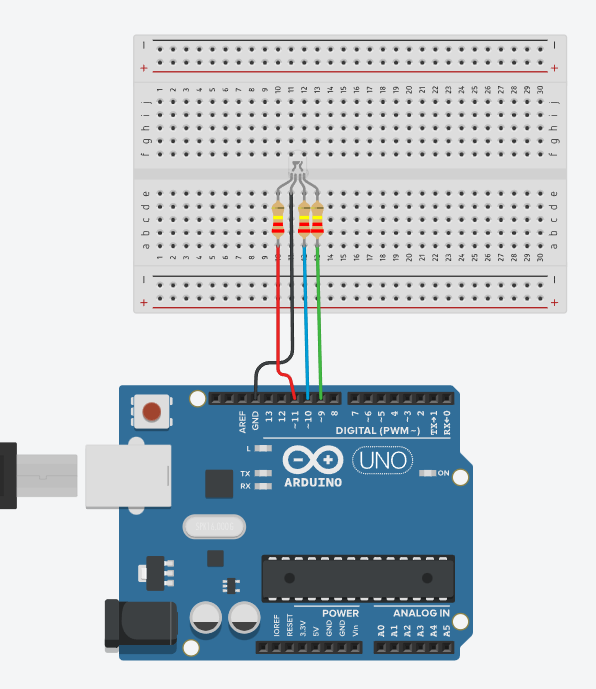 1 2 3 4 5 6 7 8 9 10 11 12 13 14 15 16 17 18 19 20 21 22 23 24 25 26 27 28 29 30
j j
i i
h h
g g
f f
e e
d d
c c
b b
a a
1 2 3 4 5 6 7 8 9 10 11 12 13 14 15 16 17 18 19 20 21 22 23 24 25 26 27 28 29 30
AREF GND 13 12 ~11 ~10 ~9 8 7 ~6 ~5 4 ~3 2 TX→1 RX←0
DIGITAL (PWM~)
L
TX
RX
UNO
ARDUINO
ON
POWER ANALOG IN
IOREF RESET 3.3V 5V GND GND Vin A0 A1 A2 A3 A4 A5